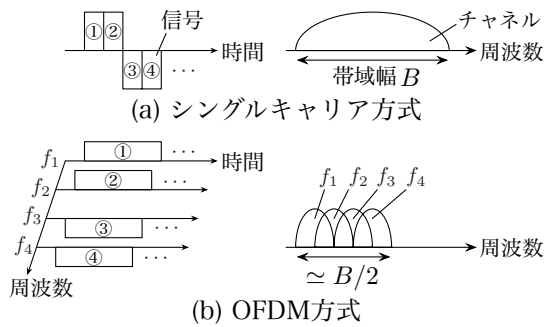 ①② 信号
時間
③④ ···
チャネル
周波数
帯域幅 B
(a) シングルキャリア方式
f₁ ① ··· 時間
f₂ ② ···
f₃ ③ ···
f₄ ④ ···
周波数
f₁ f₂ f₃ f₄
周波数
≃ B/2
(b) OFDM方式